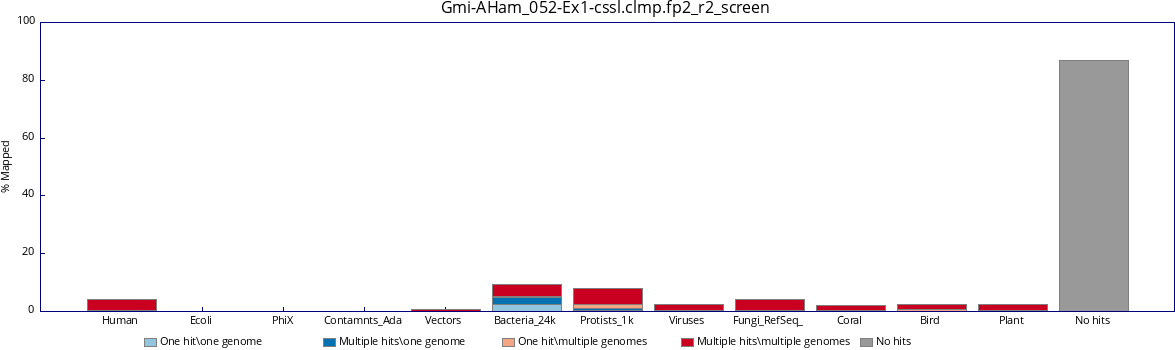 Gmi-AHam_052-Ex1-cssl.clmp.fp2_r2_screen
100
80
60
40
20
0
% Mapped
Human Ecoli PhiX Contamnts_Ada Vectors Bacteria_24k Protists_1k Viruses Fungi_RefSeq_ Coral Bird Plant No hits
One hit\one genome Multiple hits\one genome One hit\multiple genomes Multiple hits\multiple genomes No hits